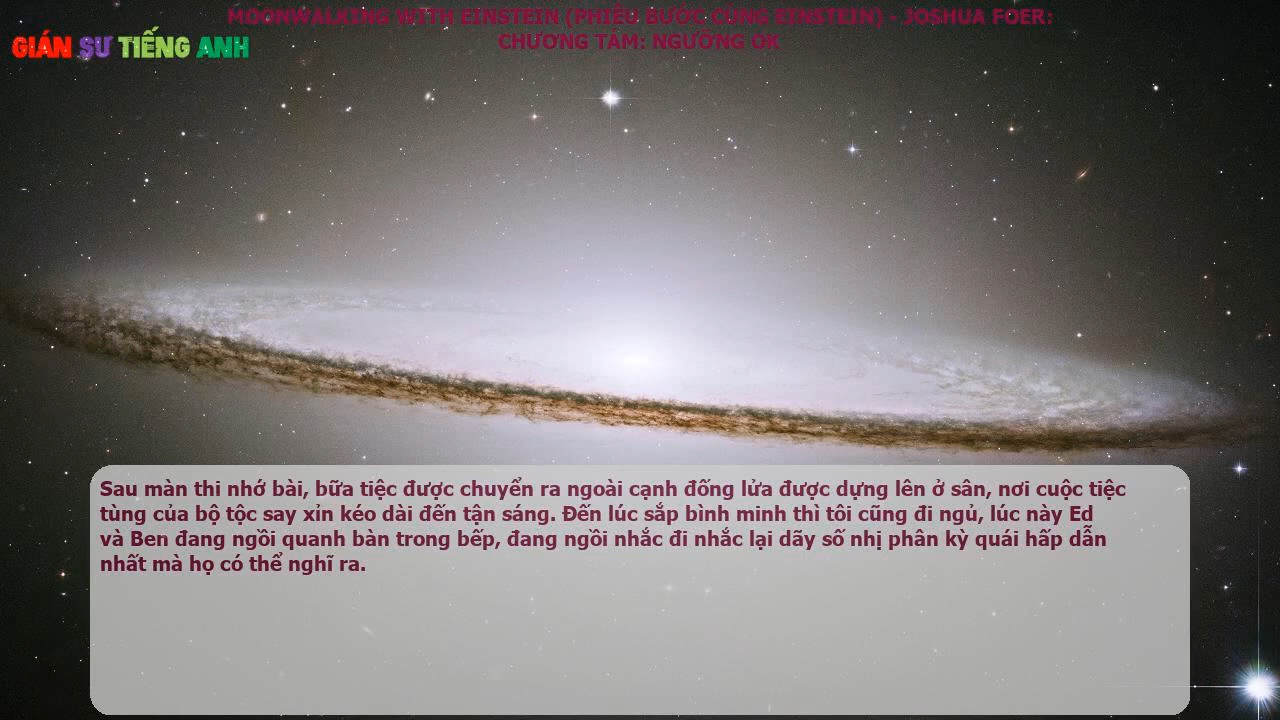 MOONWALKING WITH EINSTEIN (PHIÊU BƯỚC CÙNG EINSTEIN) - JOSHUA FOER:
CHƯƠNG TÁM: NGƯỠNG OK
GIÁN SƯ TIẾNG ANH
Sau màn thi nhớ bài, bữa tiệc được chuyển ra ngoài cạnh đống lửa được dựng lên ở sân, nơi cuộc tiệc
tùng của bộ tộc say xỉn kéo dài đến tận sáng. Đến lúc sắp bình minh thì tôi cũng đi ngủ, lúc này Ed
và Ben đang ngồi quanh bàn trong bếp, đang ngồi nhắc đi nhắc lại dãy số nhị phân kỳ quái hấp dẫn
nhất mà họ có thể nghĩ ra.